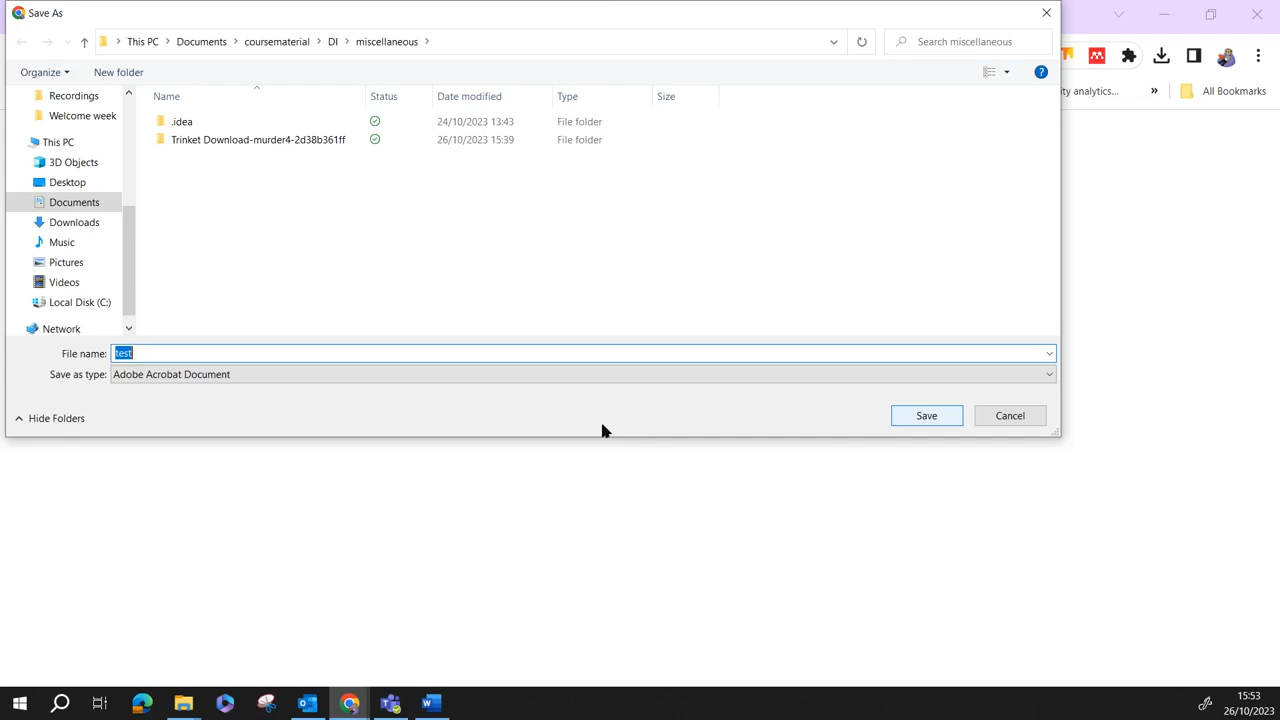 Save As
This PC Documents coursematerial DI miscellaneous
Search miscellaneous
Organize
New folder
Name Status Date modified Type Size
Recordings
Welcome week
This PC
3D Objects
Desktop
Documents
Downloads
Music
Pictures
Videos
Local Disk (C:)
Network
.idea 24/10/2023 13:43 File folder
Trinket Download-murder4-2d38b361ff 26/10/2023 15:39 File folder
File name: test
Save as type: Adobe Acrobat Document
Hide Folders
Save
Cancel
ity analytics...
»
All Bookmarks
15:53
26/10/2023